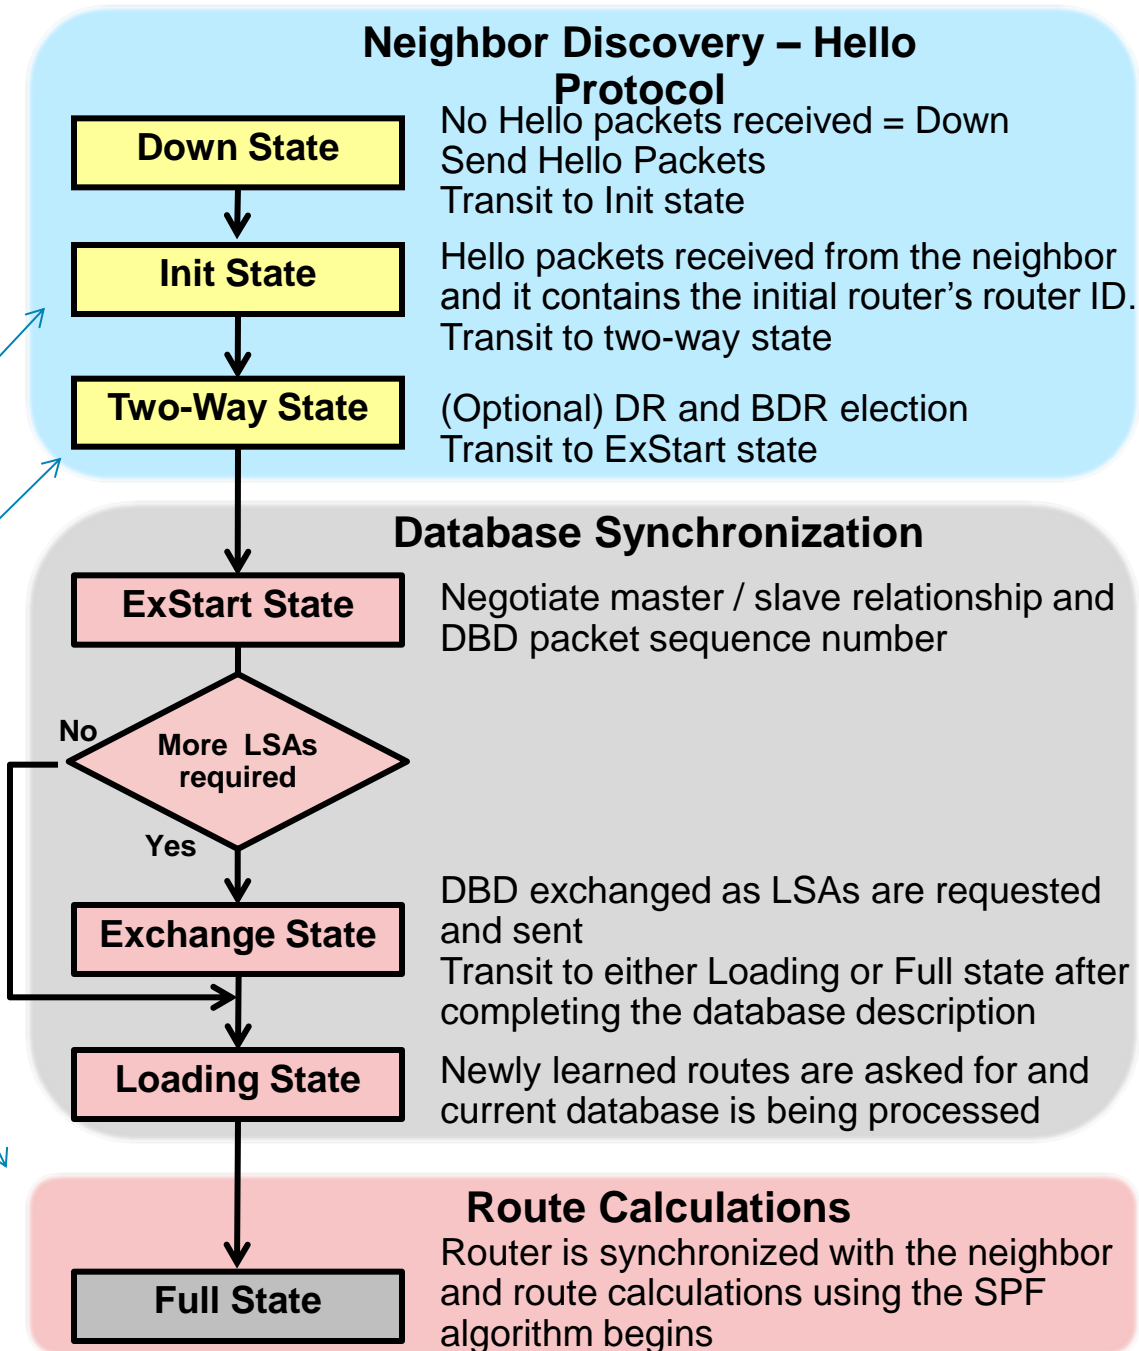 Neighbor Discovery – Hello
Protocol
Down State
No Hello packets received = Down
Send Hello Packets
Transit to Init state
Init State
Hello packets received from the neighbor
and it contains the initial router’s router ID.
Transit to two-way state
Two-Way State
(Optional) DR and BDR election
Transit to ExStart state
Database Synchronization
ExStart State
Negotiate master / slave relationship and
DBD packet sequence number
No
More LSAs
required
Yes
Exchange State
DBD exchanged as LSAs are requested
and sent
Transit to either Loading or Full state after
completing the database description
Loading State
Newly learned routes are asked for and
current database is being processed
Route Calculations
Full State
Router is synchronized with the neighbor
and route calculations using the SPF
algorithm begins